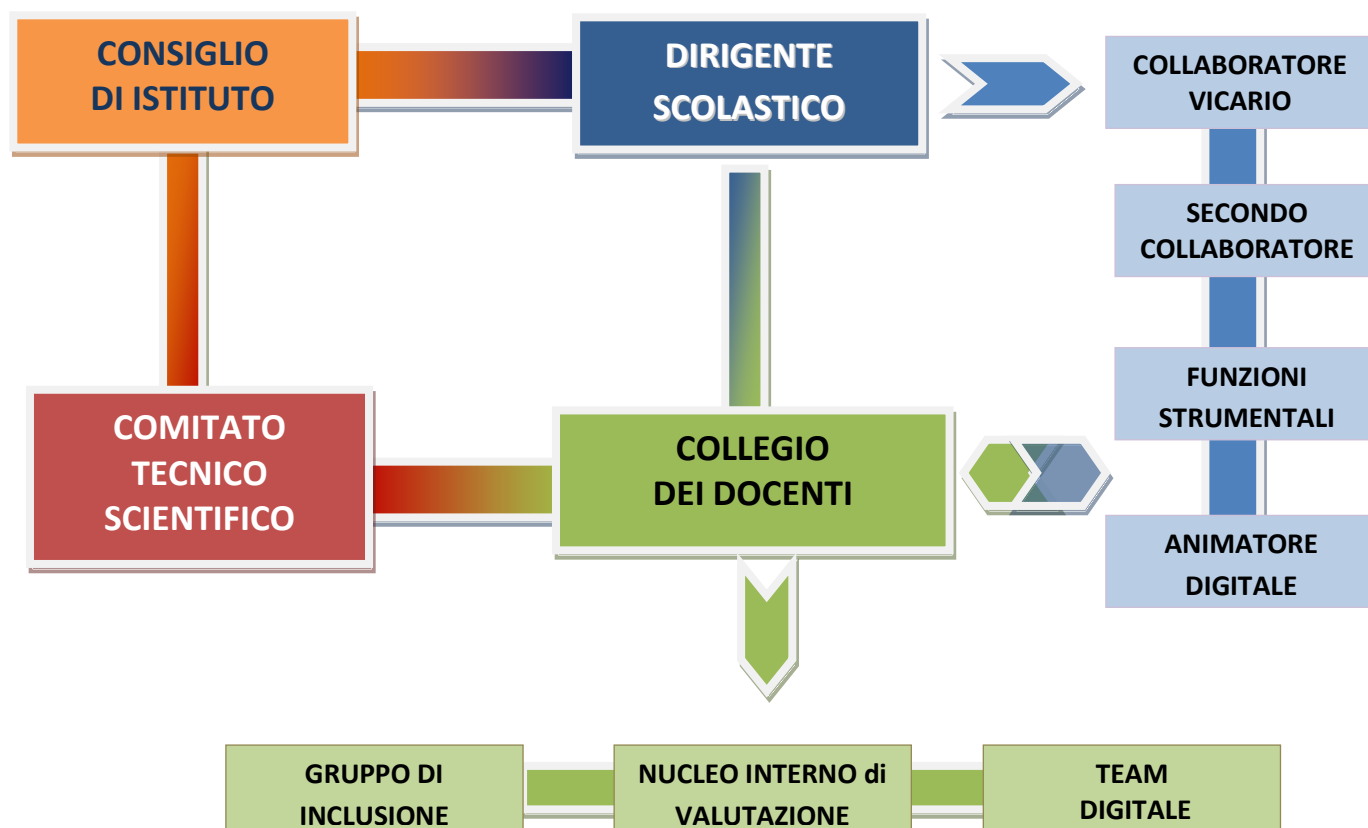 CONSIGLIO
DI ISTITUTO
DIRIGENTE
SCOLASTICO
COLLABORATORE
VICARIO
SECONDO
COLLABORATORE
FUNZIONI
STRUMENTALI
ANIMATORE
DIGITALE
COMITATO
TECNICO
SCIENTIFICO
COLLEGIO
DEI DOCENTI
GRUPPO DI
INCLUSIONE
NUCLEO INTERNO di
VALUTAZIONE
TEAM
DIGITALE